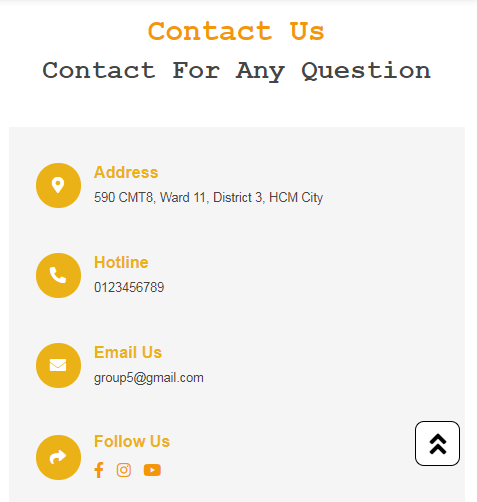 Contact Us
Contact For Any Question
Address
590 CMT8, Ward 11, District 3, HCM City
Hotline
0123456789
Email Us
group5@gmail.com
Follow Us